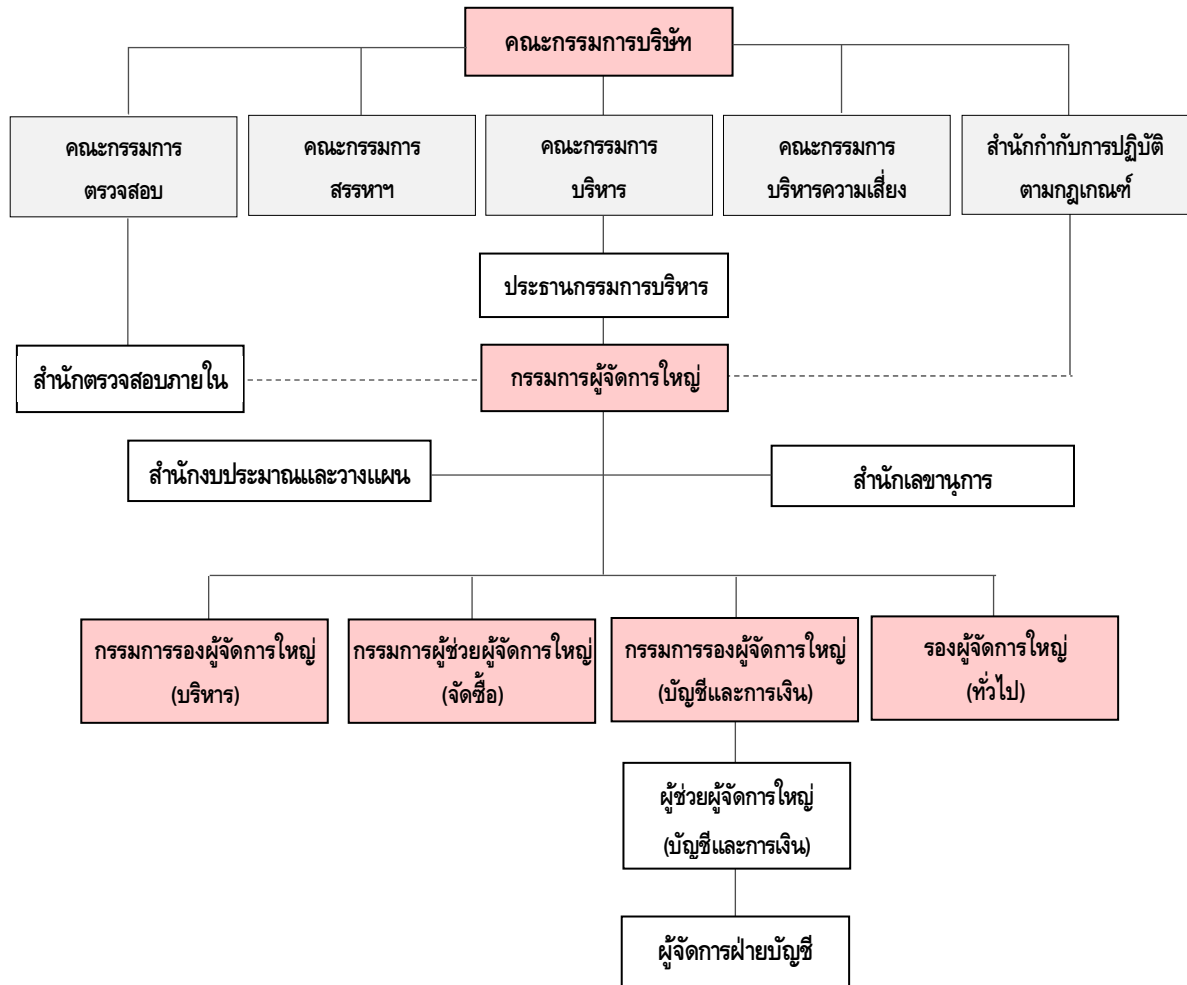 คณะกรรมการบริษัท
คณะกรรมการ
ตรวจสอบ
คณะกรรมการ
สรรหาฯ
คณะกรรมการ
บริหาร
คณะกรรมการ
บริหารความเสี่ยง
สำนักกำกับการปฏิบัติ
ตามกฎเกณฑ์
ประธานกรรมการบริหาร
สำนักตรวจสอบภายใน
กรรมการผู้จัดการใหญ่
สำนักงบประมาณและวางแผน
สำนักเลขานุการ
กรรมการรองผู้จัดการใหญ่
(บริหาร)
กรรมการผู้ช่วยผู้จัดการใหญ่
(จัดซื้อ)
กรรมการรองผู้จัดการใหญ่
(บัญชีและการเงิน)
รองผู้จัดการใหญ่
(ทั่วไป)
ผู้ช่วยผู้จัดการใหญ่
(บัญชีและการเงิน)
ผู้จัดการฝ่ายบัญชี